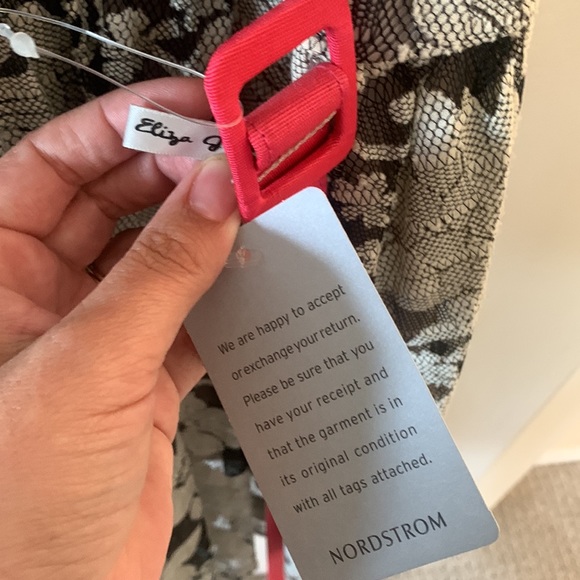 Eliza
We are happy to accept
or exchange your return.
Please be sure that you
have your receipt and
that the garment is in
its original condition
with all tags attached.
NORDSTROM